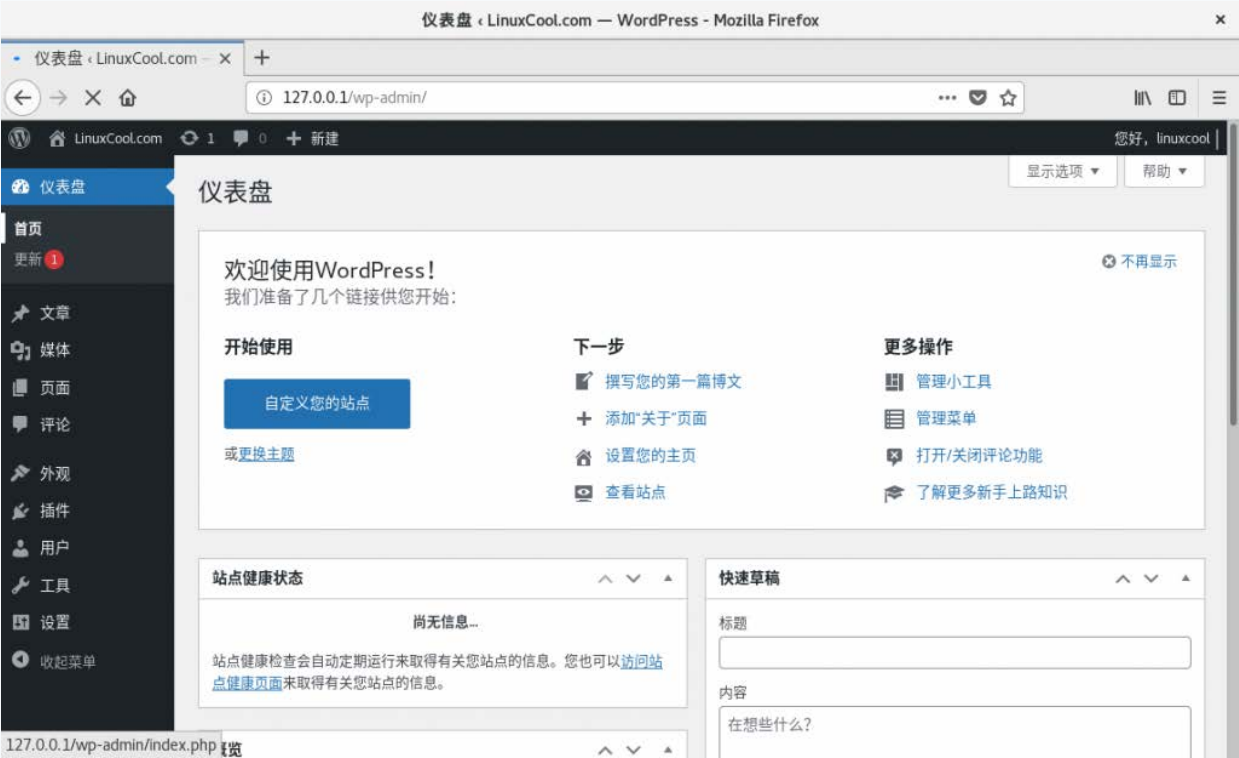 仪表盘 ‹ LinuxCool.com — WordPress - Mozilla Firefox
仪表盘 ‹ LinuxCool.com –
127.0.0.1/wp-admin/
LinuxCool.com 1 0 新建
您好，linuxcool
仪表盘
首页
更新 1
文章
媒体
页面
评论
外观
插件
用户
工具
设置
收起菜单
仪表盘
显示选项
帮助
欢迎使用WordPress！
不再显示
我们准备了几个链接供您开始：
开始使用
自定义您的站点
或更换主题
下一步
撰写您的第一篇博文
添加“关于”页面
设置您的主页
查看站点
更多操作
管理小工具
管理菜单
打开/关闭评论功能
了解更多新手上路知识
站点健康状态
尚无信息…
站点健康检查会自动定期运行来取得有关您站点的信息。您也可以访问站
点健康页面来取得有关您站点的信息。
快速草稿
标题
内容
在想些什么？
127.0.0.1/wp-admin/index.php
览